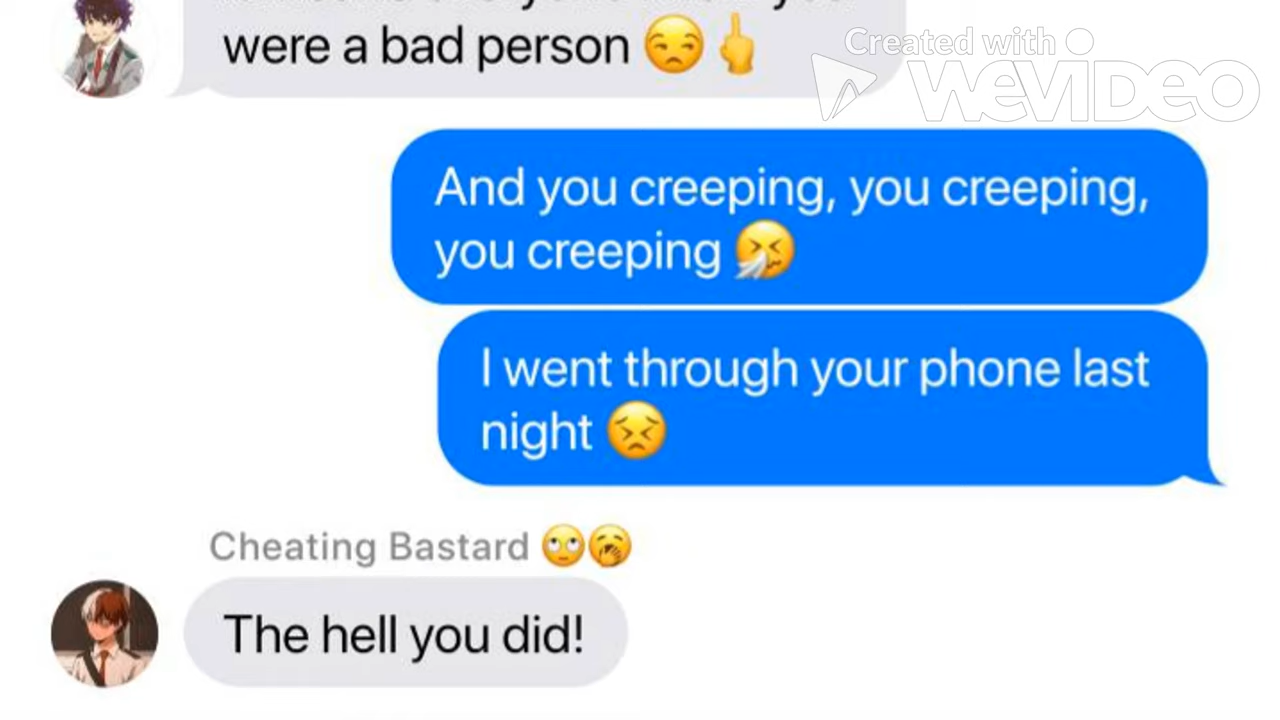 were a bad person 😒🖕
Created with
WEVIDEO
And you creeping, you creeping,
you creeping 🤧
I went through your phone last
night 😣
Cheating Bastard 🙄🥱
The hell you did!